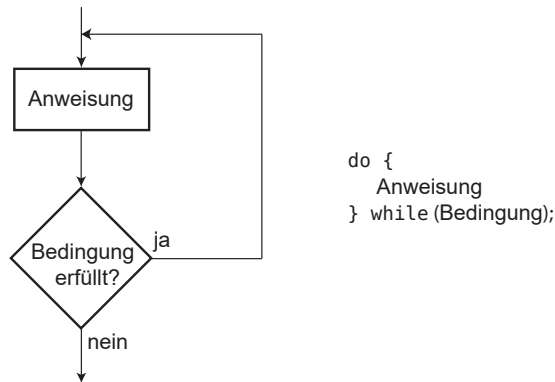 Anweisung
Bedingung
erfüllt?
ja
nein
do {
Anweisung
} while (Bedingung);